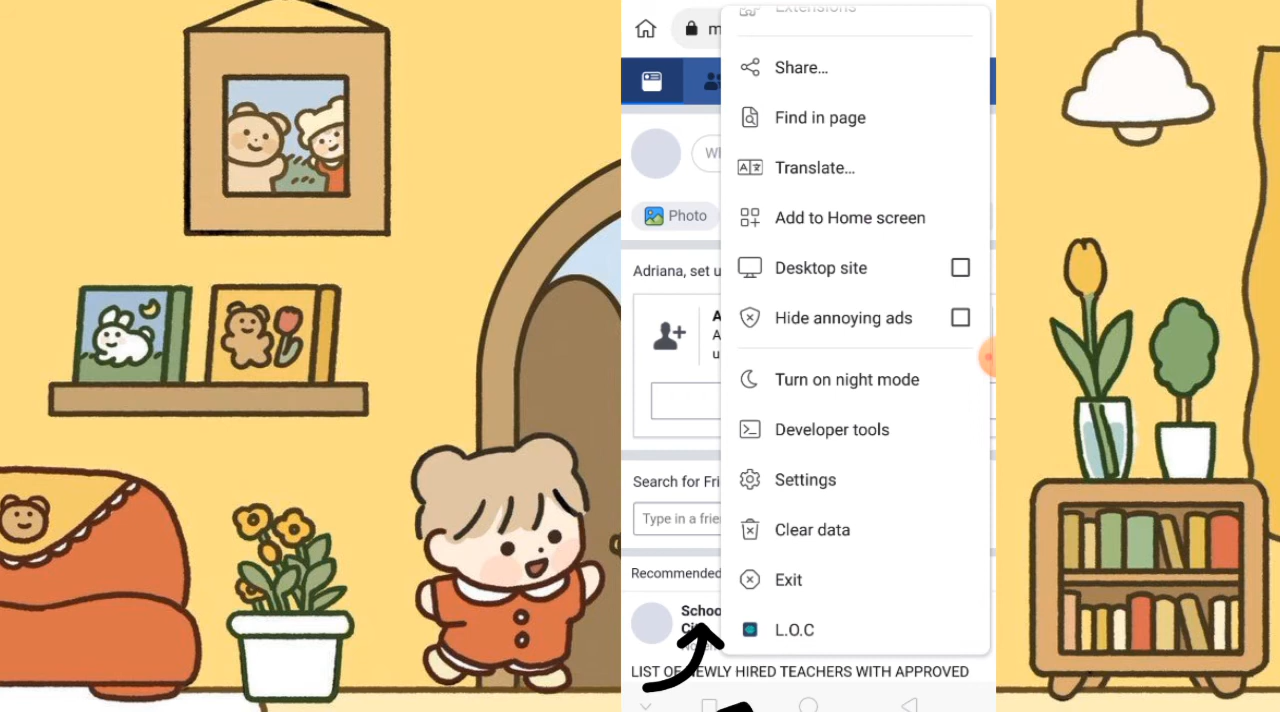 m
Extensions
Share...
Find in page
Translate...
Add to Home screen
Desktop site
Hide annoying ads
Turn on night mode
Developer tools
Settings
Clear data
Exit
L.O.C
Photo
Adriana, set u
A
A
u
Search for Fri
Type in a frie
Recommended
Schoo
LIST OF NEWLY HIRED TEACHERS WITH APPROVED